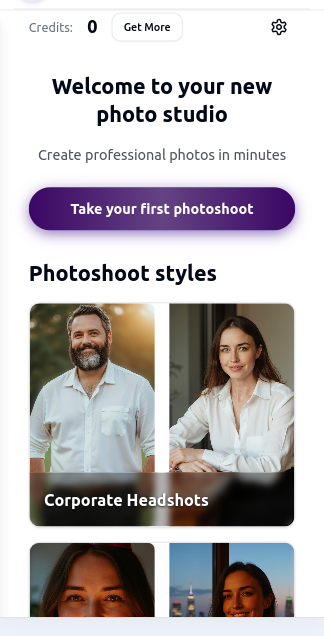 Credits: 0 Get More
Welcome to your new
photo studio
Create professional photos in minutes
Take your first photoshoot
Photoshoot styles
Corporate Headshots